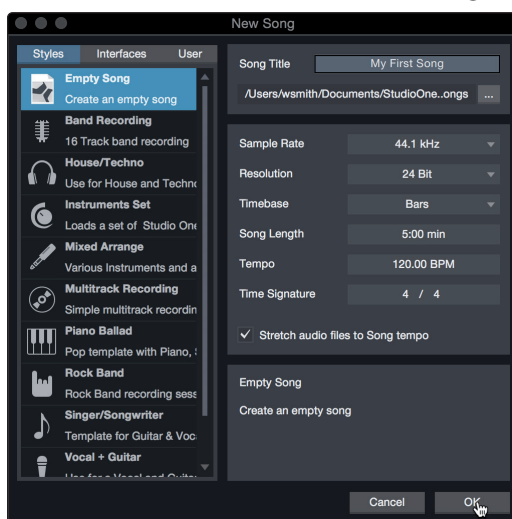 New Song
Styles Interfaces User
Empty Song
Create an empty song
Band Recording
16 Track band recording
House/Techno
Use for House and Techno
Instruments Set
Loads a set of Studio One
Mixed Arrange
Various Instruments and a
Multitrack Recording
Simple multitrack recordin
Piano Ballad
Pop template with Piano,
Rock Band
Rock Band recording sess
Singer/Songwriter
Template for Guitar & Voc
Vocal + Guitar
Song Title My First Song
/Users/wsmith/Documents/StudioOne..ongs ...
Sample Rate 44.1 kHz
Resolution 24 Bit
Timebase Bars
Song Length 5:00 min
Tempo 120.00 BPM
Time Signature 4 / 4
Stretch audio files to Song tempo
Empty Song
Create an empty song
Cancel OK